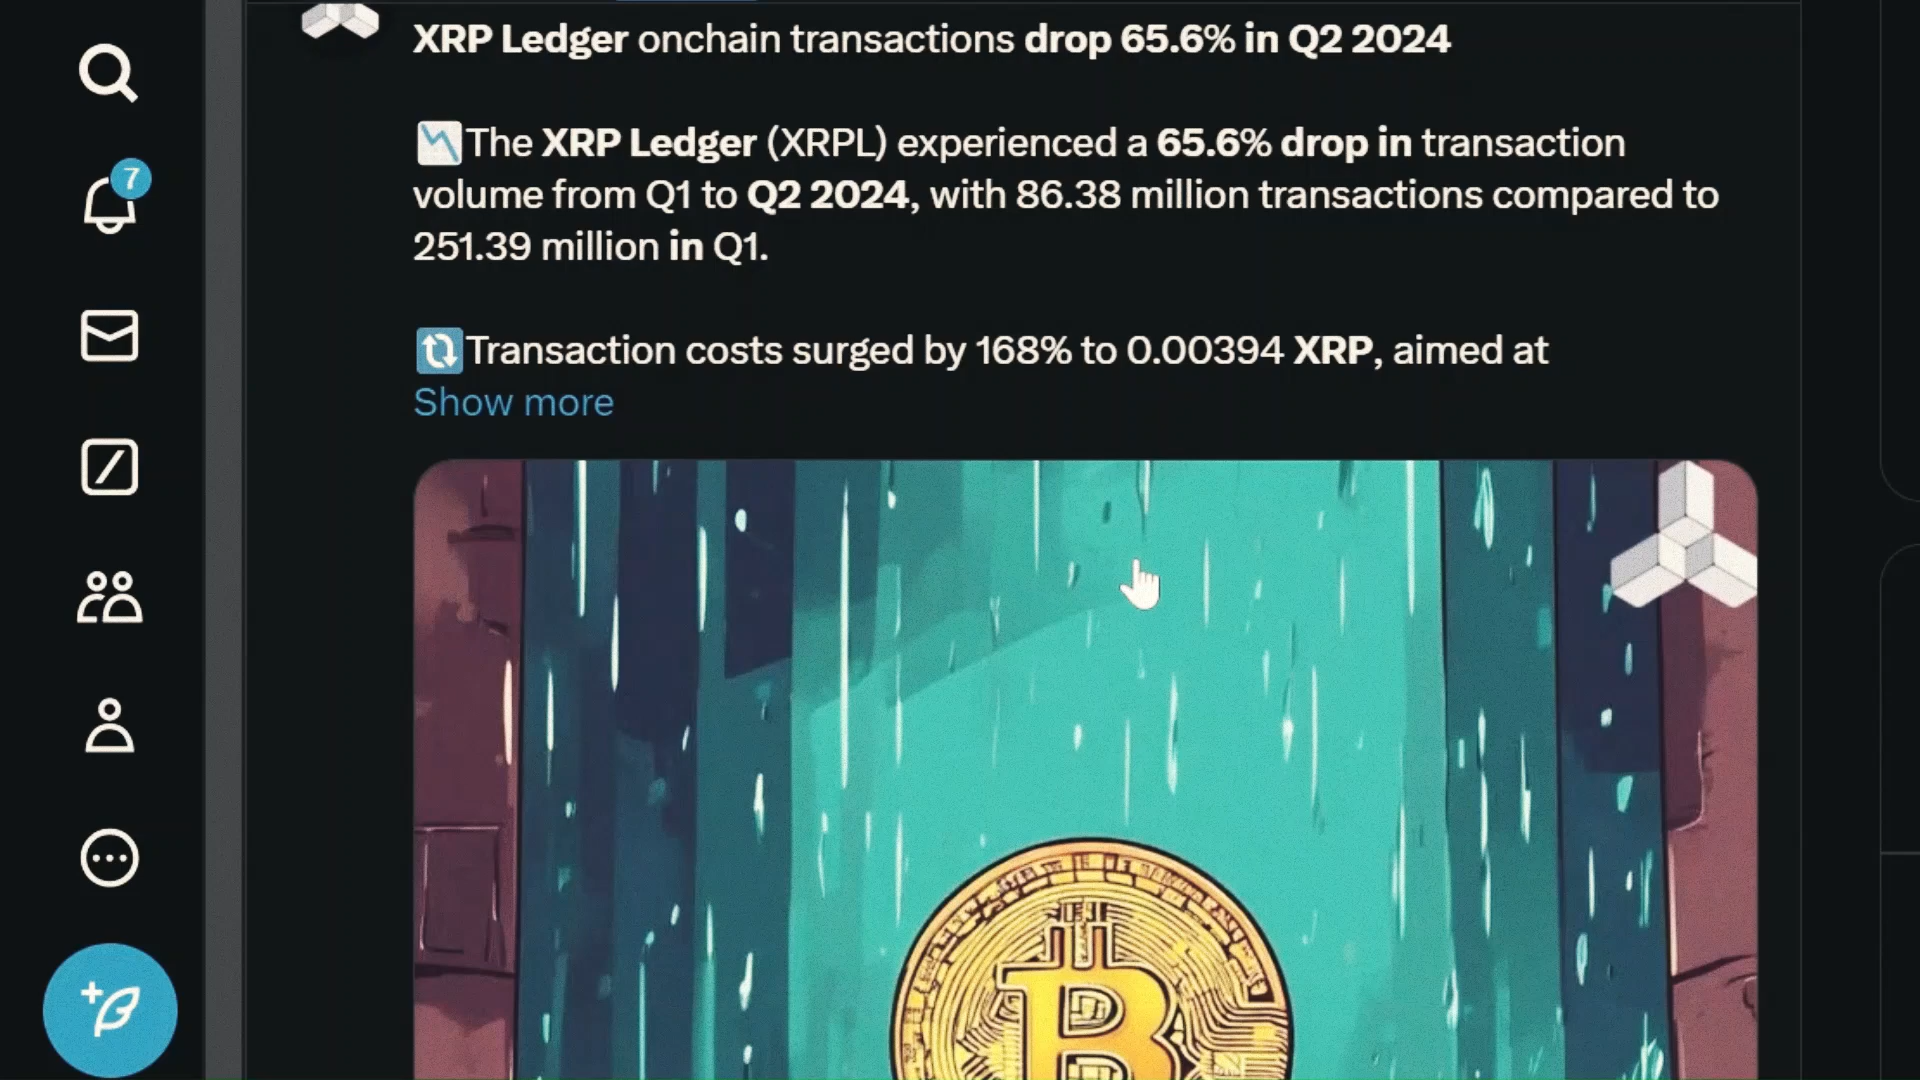 XRP Ledger onchain transactions drop 65.6% in Q2 2024
7
📉The XRP Ledger (XRPL) experienced a 65.6% drop in transaction
volume from Q1 to Q2 2024, with 86.38 million transactions compared to
251.39 million in Q1.
🔃Transaction costs surged by 168% to 0.00394 XRP, aimed at
Show more